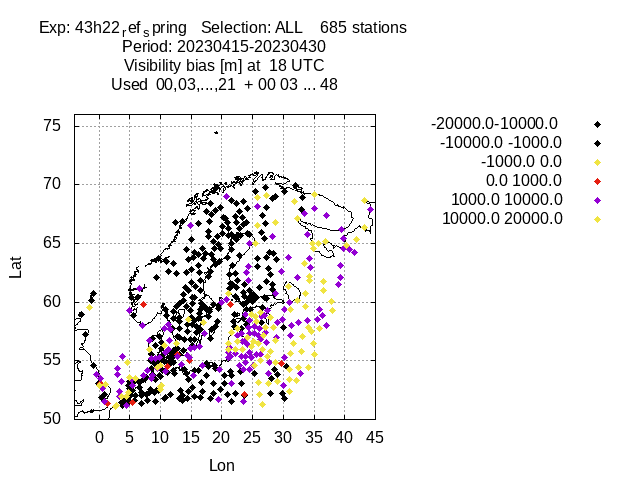 Exp: 43h22refspring   Selection: ALL    685 stations
Period: 20230415-20230430
Visibility bias [m] at  18 UTC
Used  00,03,...,21  + 00 03 ... 48
-20000.0-10000.0
-10000.0 -1000.0
-1000.0 0.0
0.0 1000.0
1000.0 10000.0
10000.0 20000.0
75
70
65
60
55
50
Lat
0 5 10 15 20 25 30 35 40 45
Lon